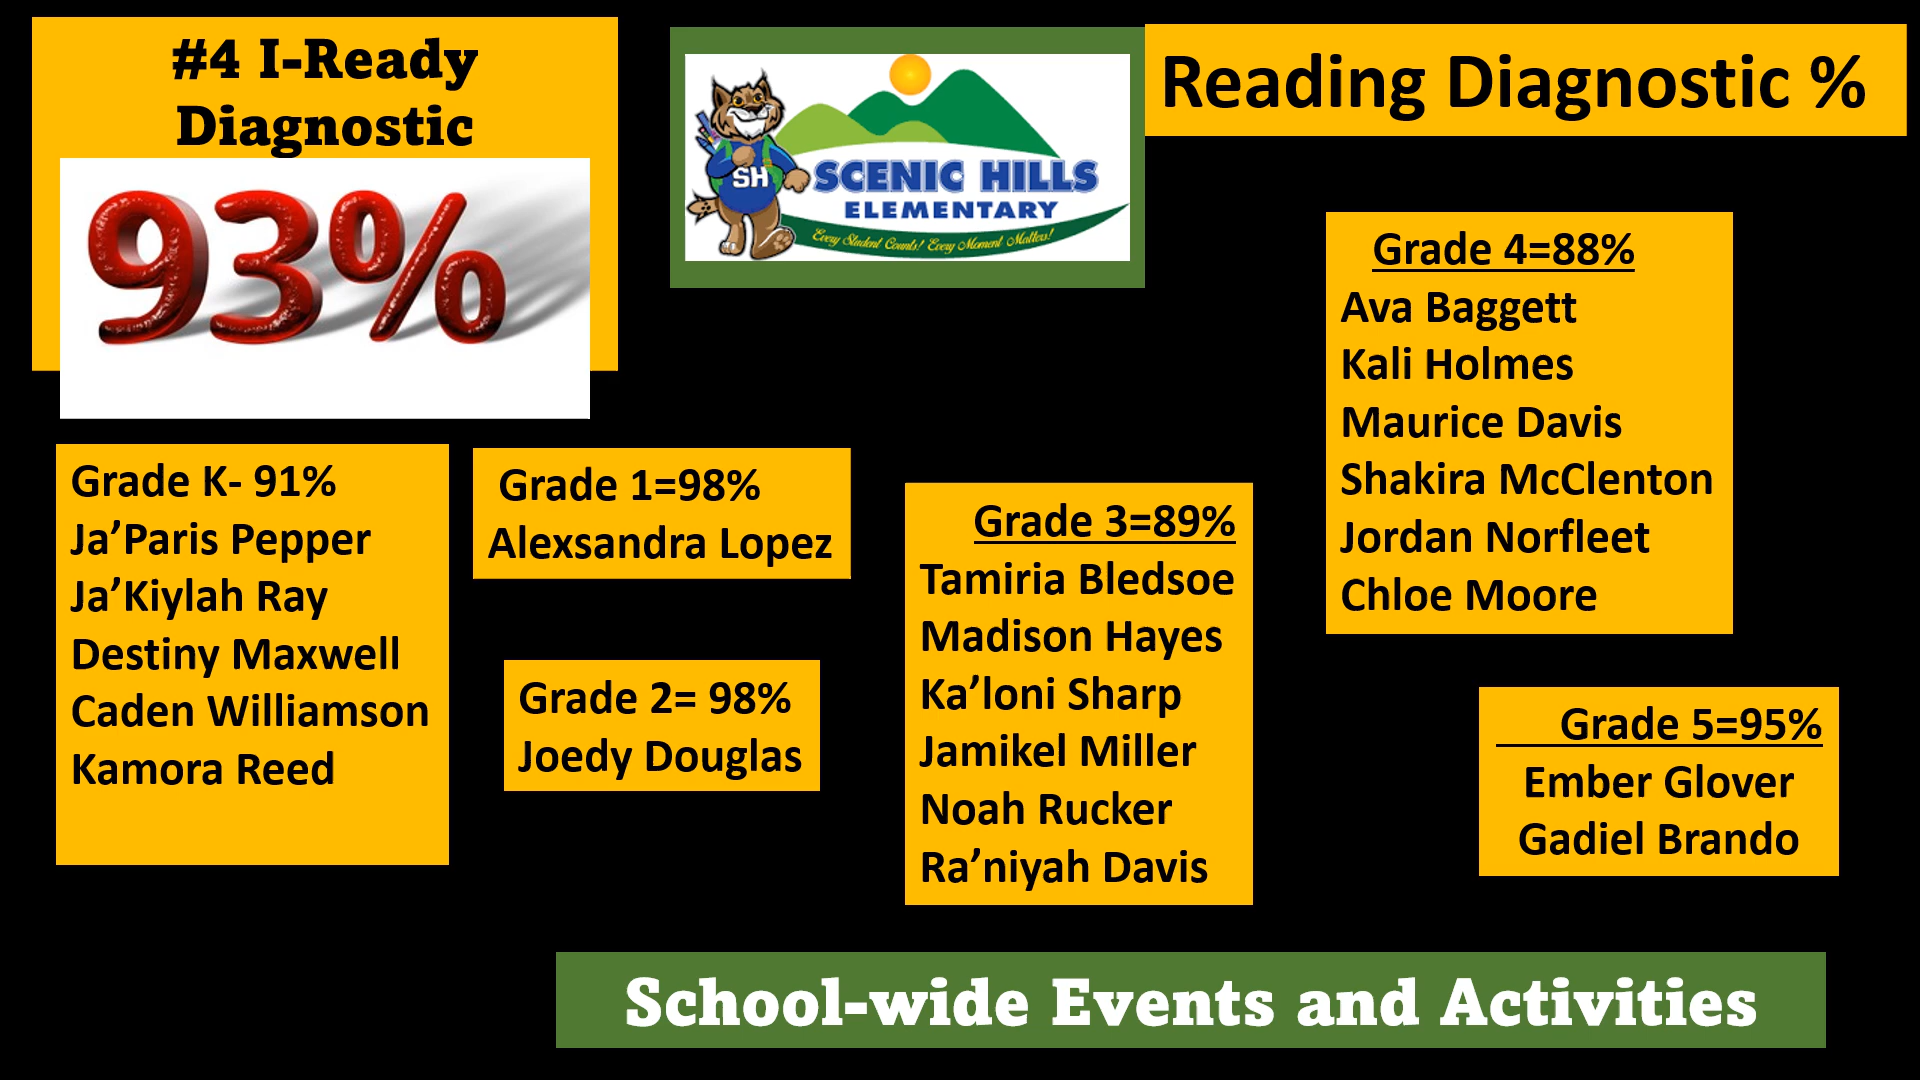 #4 I-Ready
Diagnostic
93%
SH
SCENIC HILLS
ELEMENTARY
Every Student Counts! Every Moment Matters!
Reading Diagnostic %
Grade K- 91%
Ja’Paris Pepper
Ja’Kiylah Ray
Destiny Maxwell
Caden Williamson
Kamora Reed
Grade 1=98%
Alexsandra Lopez
Grade 2= 98%
Joedy Douglas
Grade 3=89%
Tamiria Bledsoe
Madison Hayes
Ka’loni Sharp
Jamikel Miller
Noah Rucker
Ra’niyah Davis
Grade 4=88%
Ava Baggett
Kali Holmes
Maurice Davis
Shakira McClenton
Jordan Norfleet
Chloe Moore
Grade 5=95%
Ember Glover
Gadiel Brando
School-wide Events and Activities